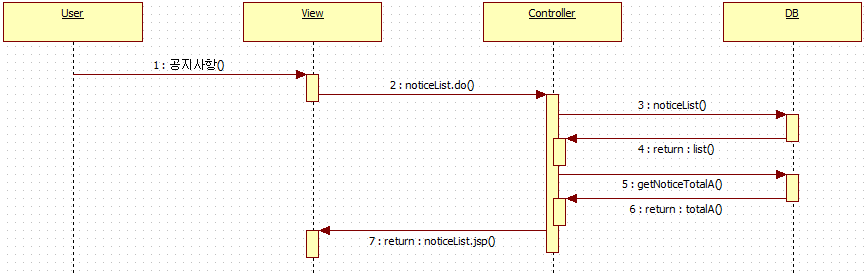 User
View
Controller
DB
1 : 공지사항()
2 : noticeList.do()
3 : noticeList()
4 : return : list()
5 : getNoticeTotalA()
6 : return : totalA()
7 : return : noticeList.jsp()